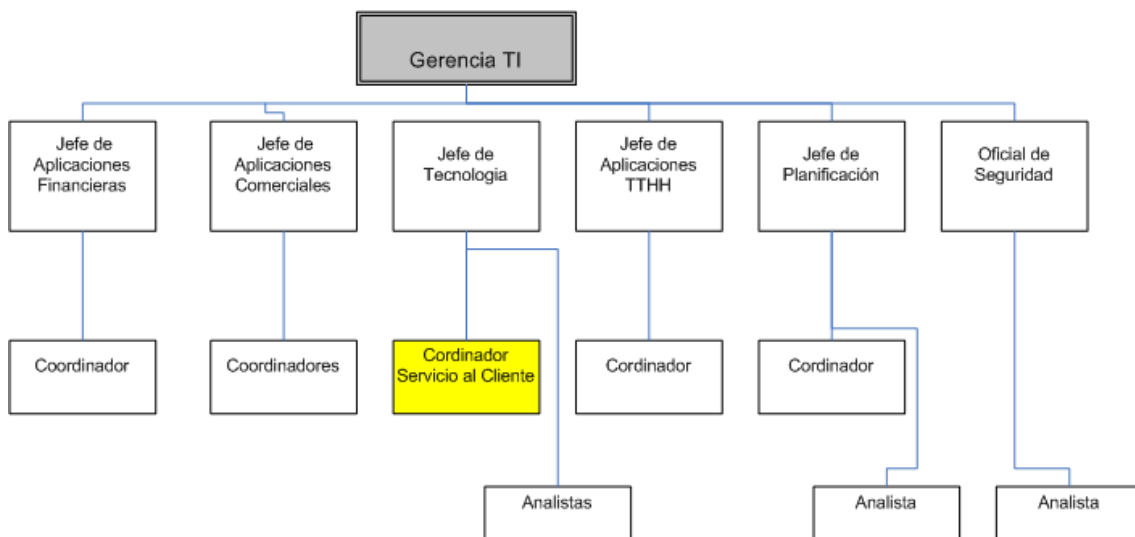 Gerencia TI
Jefe de
Aplicaciones
Financieras
Jefe de
Aplicaciones
Comerciales
Jefe de
Tecnologia
Jefe de
Aplicaciones
TTHH
Jefe de
Planificación
Oficial de
Seguridad
Coordinador
Coordinadores
Cordinador
Servicio al Cliente
Cordinador
Cordinador
Analistas
Analista
Analista